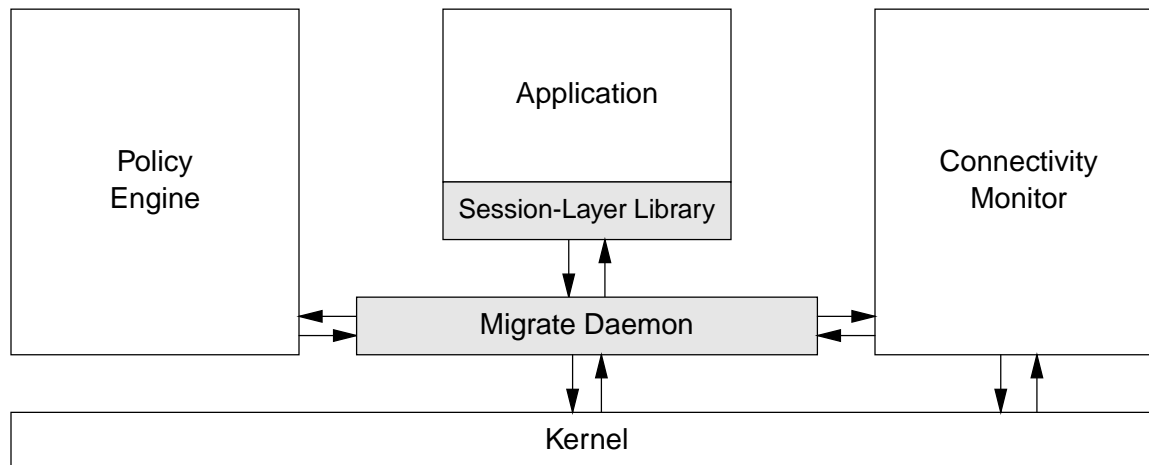 Policy
Engine
Application
Session-Layer Library
Connectivity
Monitor
Migrate Daemon
Kernel